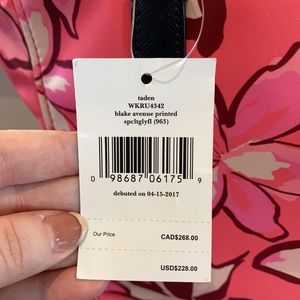 taden
WKRU4342
blake avenue printed
spcltglyfl (963)
0 98687 06175 9
debuted on 04-15-2017
Our Price CAD$268.00
USD$228.00